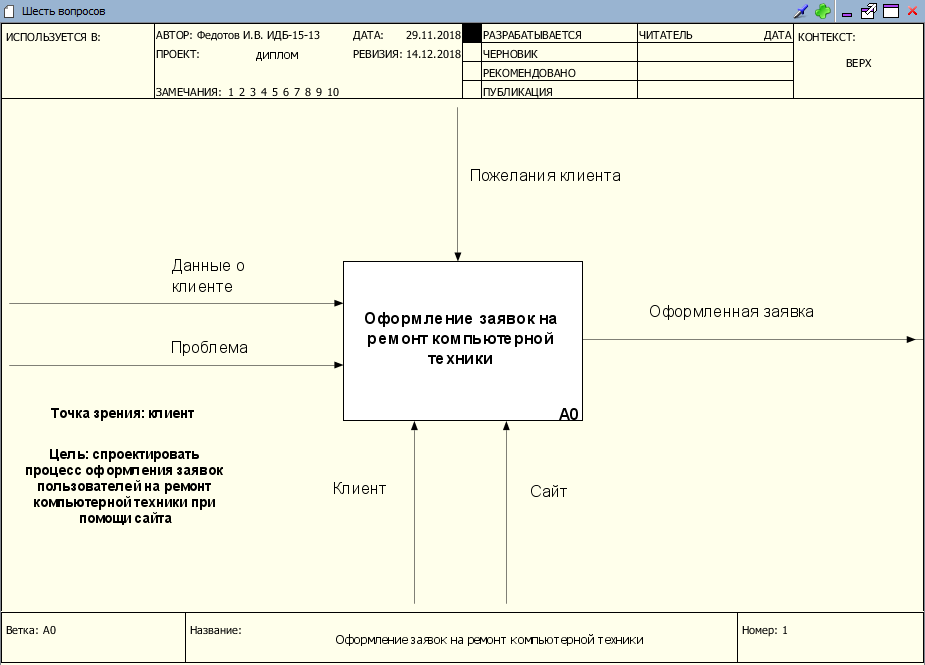 Шесть вопросов
ИСПОЛЬЗУЕТСЯ В:
АВТОР: Федотов И.В. ИДБ-15-13
ДАТА: 29.11.2018
ПРОЕКТ: диплом
РЕВИЗИЯ: 14.12.2018
ЗАМЕЧАНИЯ: 1 2 3 4 5 6 7 8 9 10
РАЗРАБАТЫВАЕТСЯ
ЧЕРНОВИК
РЕКОМЕНДОВАНО
ПУБЛИКАЦИЯ
ЧИТАТЕЛЬ
ДАТА
КОНТЕКСТ:
ВЕРХ
Пожелания клиента
Данные о
клиенте
Проблема
Оформление заявок на
ремонт компьютерной
техники
A0
Оформленная заявка
Точка зрения: клиент
Цель: спроектировать
процесс оформления заявок
пользователей на ремонт
компьютерной техники при
помощи сайта
Клиент
Сайт
Ветка: A0
Название:
Оформление заявок на ремонт компьютерной техники
Номер: 1